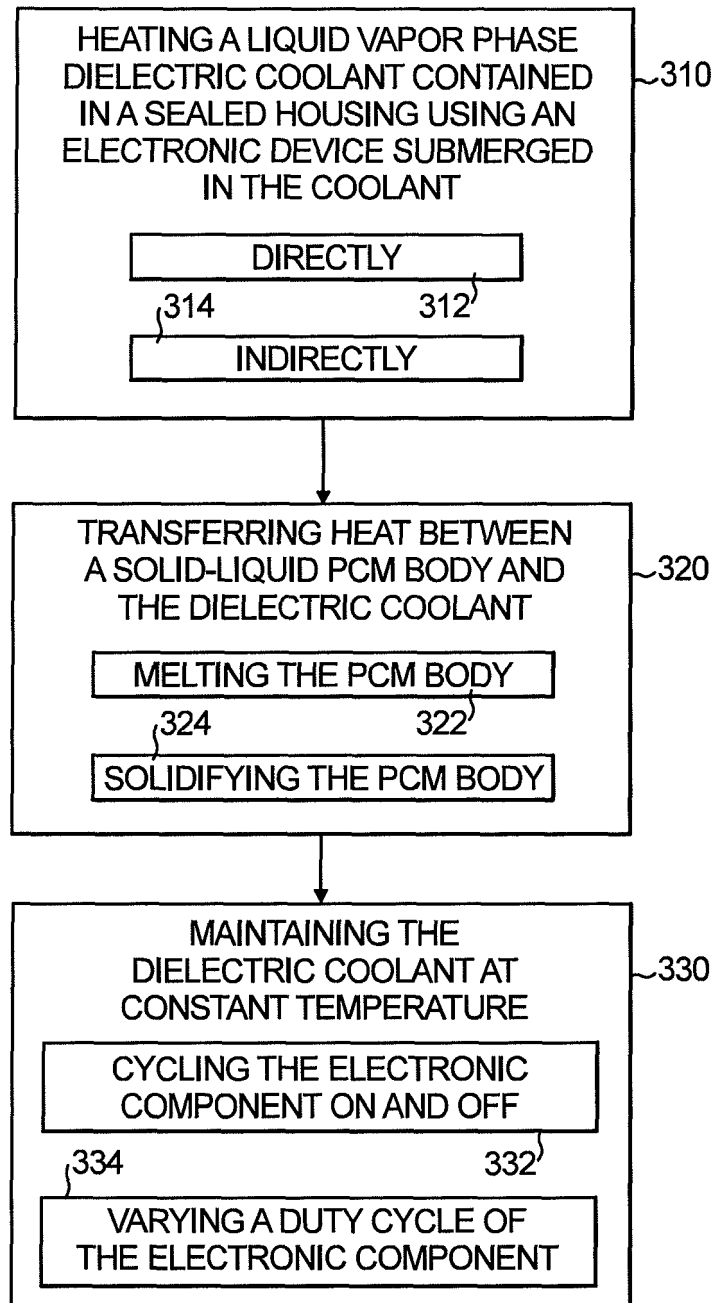 HEATING A LIQUID VAPOR PHASE
DIELECTRIC COOLANT CONTAINED
IN A SEALED HOUSING USING AN
ELECTRONIC DEVICE SUBMERGED
IN THE COOLANT
310
DIRECTLY
314
312
INDIRECTLY
TRANSFERRING HEAT BETWEEN
A SOLID-LIQUID PCM BODY AND
THE DIELECTRIC COOLANT
320
MELTING THE PCM BODY
324
322
SOLIDIFYING THE PCM BODY
MAINTAINING THE
DIELECTRIC COOLANT AT
CONSTANT TEMPERATURE
330
CYCLING THE ELECTRONIC
COMPONENT ON AND OFF
334
332
VARYING A DUTY CYCLE OF
THE ELECTRONIC COMPONENT